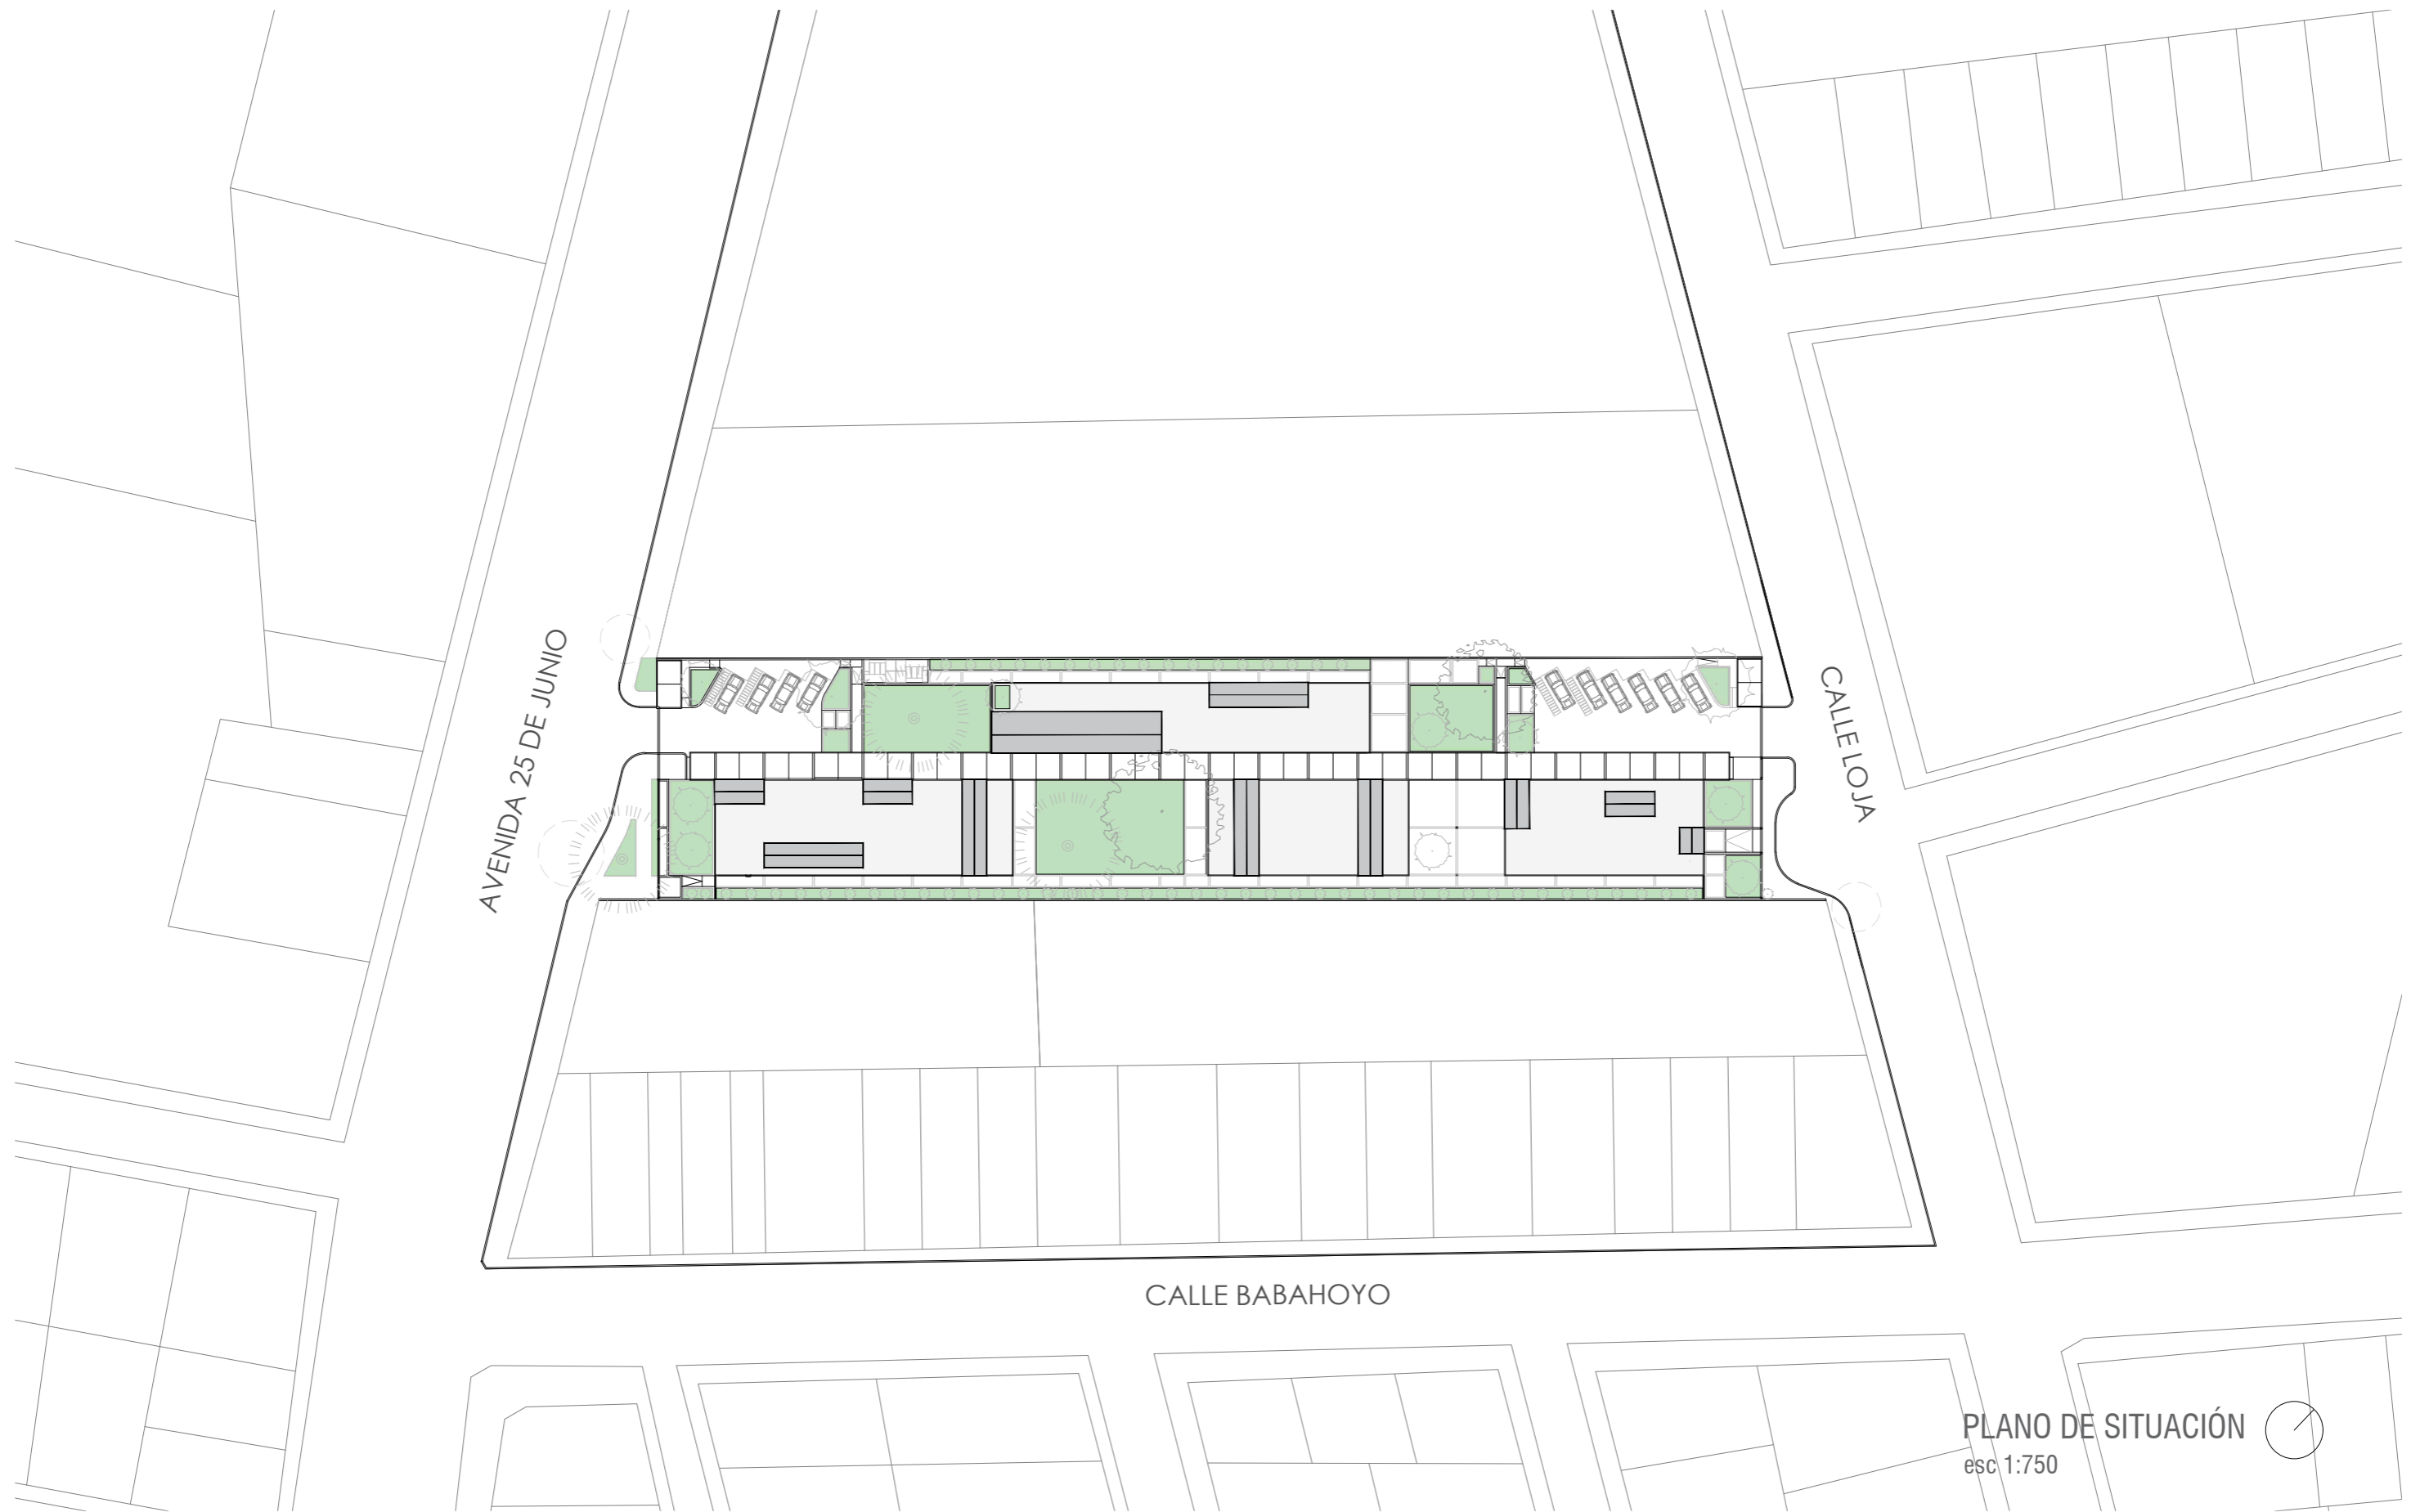 AVENIDA 25 DE JUNIO
CALLE LOJA
CALLE BABAHOYO
PLANO DE SITUACIÓN
esc 1:750